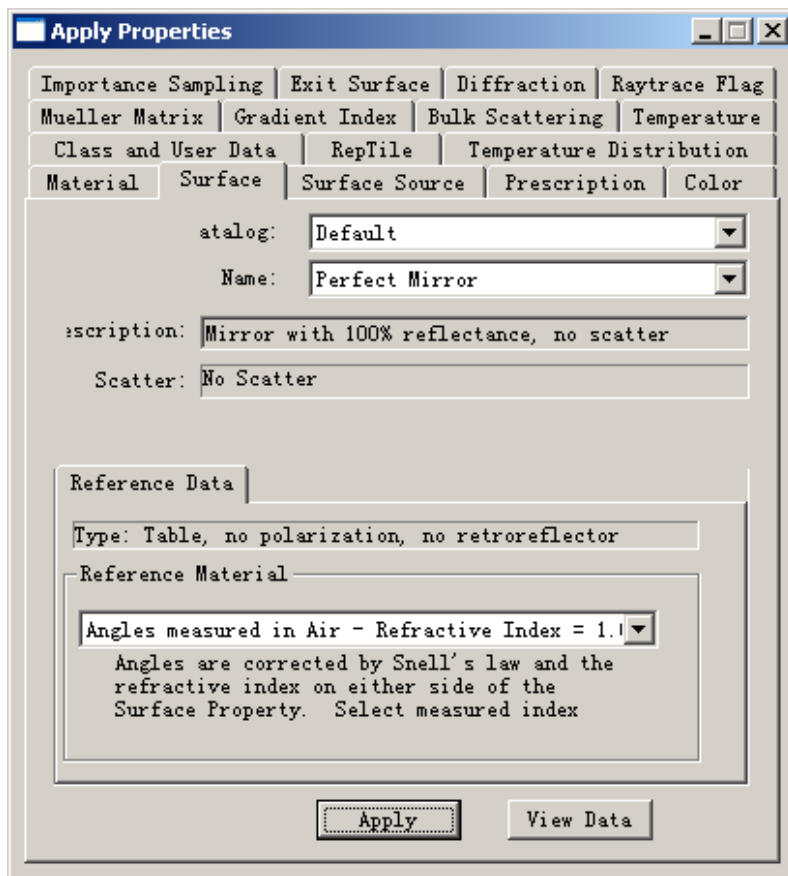 Apply Properties
Importance Sampling Exit Surface Diffraction Raytrace Flag
Mueller Matrix Gradient Index Bulk Scattering Temperature
Class and User Data RepTile Temperature Distribution
Material Surface Surface Source Prescription Color
atalog: Default
Name: Perfect Mirror
escription: Mirror with 100% reflectance, no scatter
Scatter: No Scatter
Reference Data
Type: Table, no polarization, no retroreflector
Reference Material
Angles measured in Air - Refractive Index = 1.
Angles are corrected by Snell's law and the
refractive index on either side of the
Surface Property. Select measured index
Apply View Data